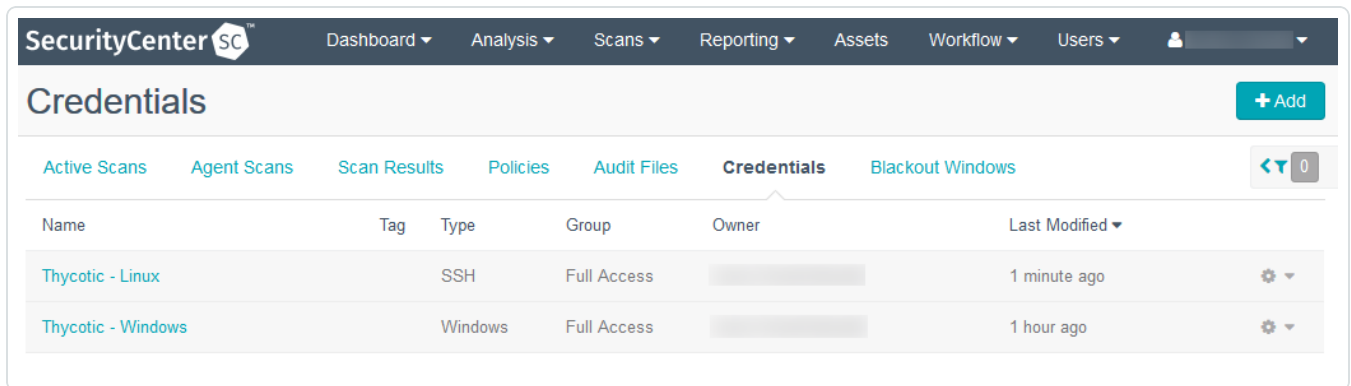 SecurityCenter SC™ Dashboard Analysis Scans Reporting Assets Workflow Users
Credentials + Add
Active Scans Agent Scans Scan Results Policies Audit Files Credentials Blackout Windows 0
Name Tag Type Group Owner Last Modified
Thycotic - Linux SSH Full Access 1 minute ago
Thycotic - Windows Windows Full Access 1 hour ago